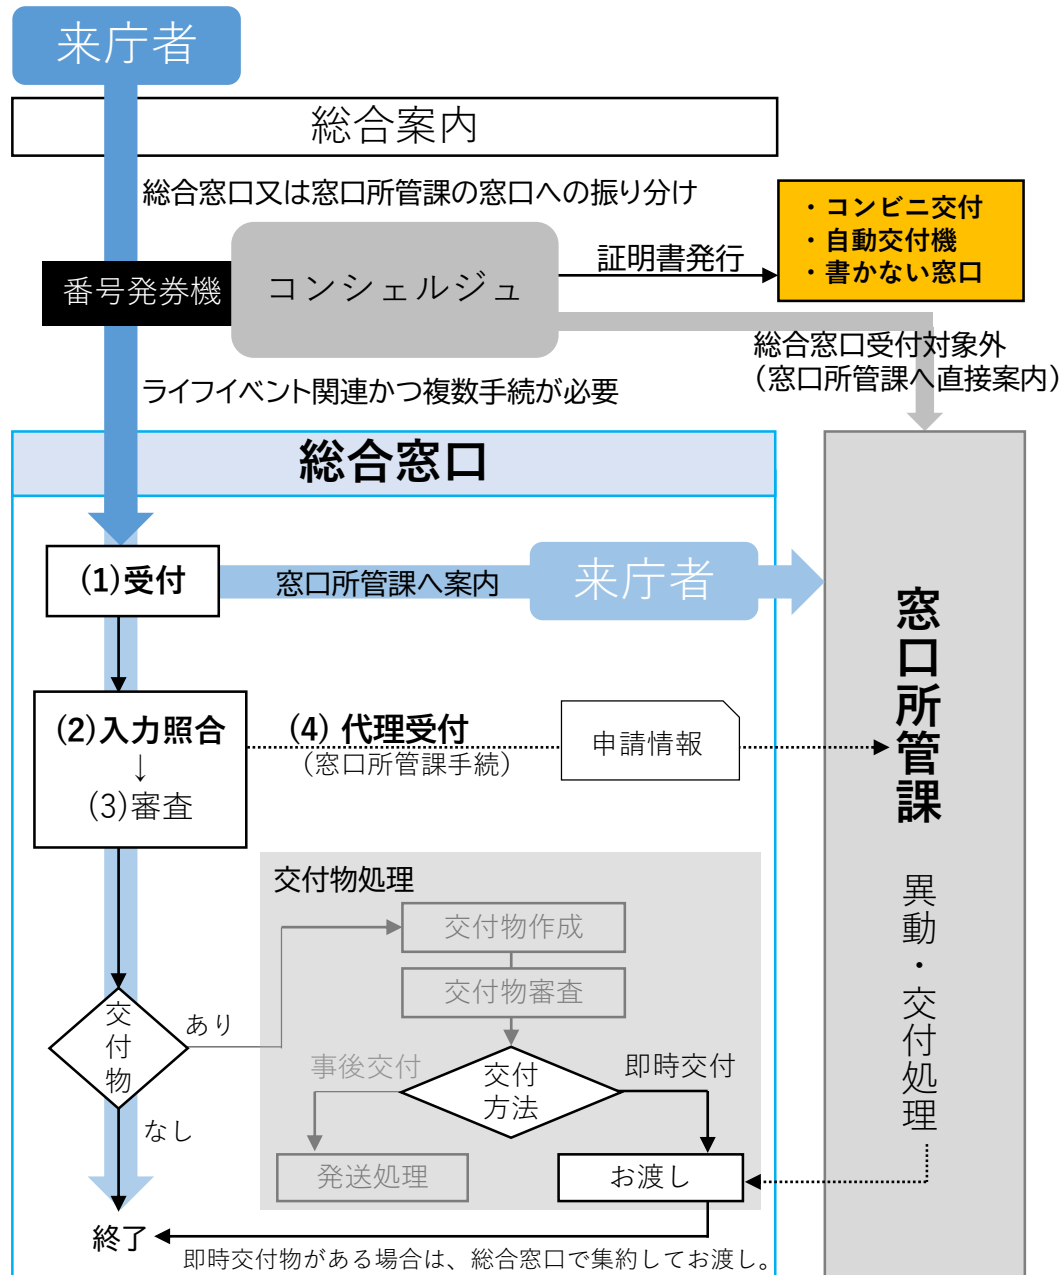 来庁者
総合案内
総合窓口又は窓口所管課の窓口への振り分け
・コンビニ交付
・自動交付機
・書かない窓口
証明書発行
番号発券機
コンシェルジュ
総合窓口受付対象外
（窓口所管課へ直接案内）
ライフイベント関連かつ複数手続が必要
総合窓口
(1)受付
窓口所管課へ案内
来庁者
窓口所管課
異動・交付処理
(2)入力照合
↓
(3)審査
(4) 代理受付
（窓口所管課手続）
申請情報
交付物処理
交付物作成
交付物審査
交付物
あり
なし
事後交付
交付
方法
即時交付
発送処理
お渡し
終了
即時交付物がある場合は、総合窓口で集約してお渡し。